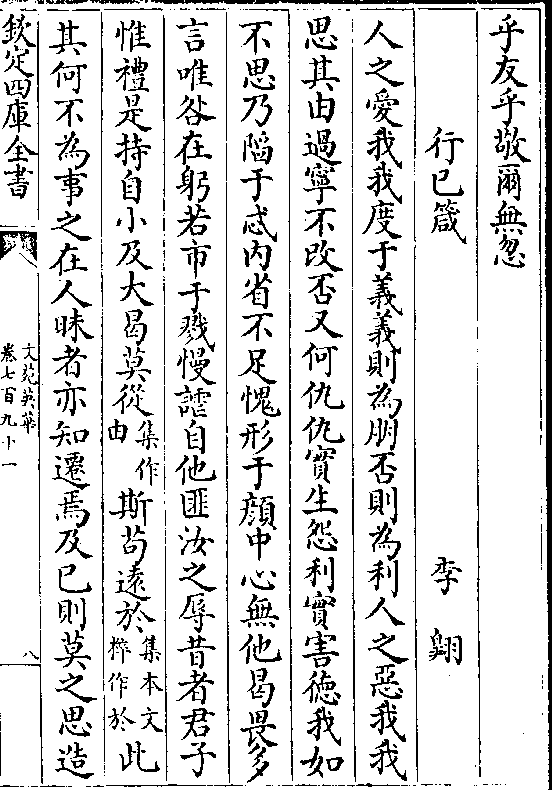 乎友乎敬爾無忽
行己箴　李翺
人之愛我我度于義義則為朋否則為利人之惡我我
思其由過寧不改否又何仇仇實生怨利實害德我如
不思乃陷于惑内省不足愧形于顔中心無他曷畏多
言唯咎在躬若市于戮慢謔自他匪汝之辱昔者君子
惟禮是持自小及大曷莫從集作由斯苟遠於集本文粹作於此
其何不為事之在人昧者亦知遷焉及已則莫之思造
欽定四庫全書
文苑英華
卷七百九十一
八